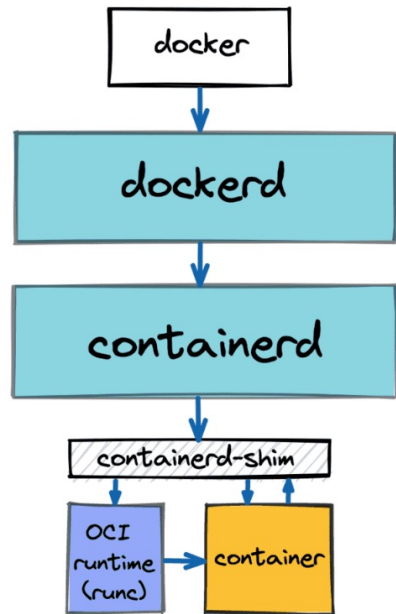 docker
dockerd
containerd
containerd-shim
OCI
runtime
(runc)
container